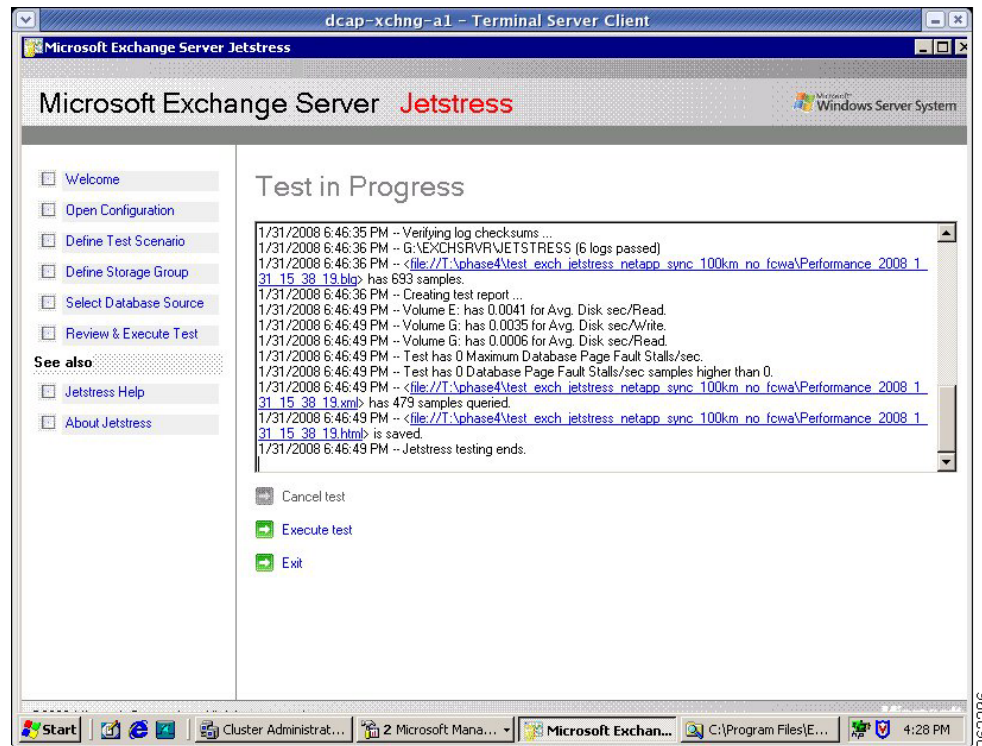 dcap-xchng-a1 - Terminal Server Client
Microsoft Exchange Server Jetstress
Microsoft Exchange Server Jetstress
Microsoft
Windows Server System
Welcome
Open Configuration
Define Test Scenario
Define Storage Group
Select Database Source
Review & Execute Test
See also
Jetstress Help
About Jetstress
Test in Progress
1/31/2008 6:46:35 PM -- Verifying log checksums ...
1/31/2008 6:46:36 PM -- G:\EXCHSRVR\JETSTRESS (6 logs passed)
1/31/2008 6:46:36 PM -- <file://T:\phase4\test_exch_jetstress_netapp_sync_100km_no_fcwa\Performance_2008_1_
31_15_38_19.blg> has 693 samples.
1/31/2008 6:46:36 PM -- Creating test report ...
1/31/2008 6:46:49 PM -- Volume E: has 0.0041 for Avg. Disk sec/Read.
1/31/2008 6:46:49 PM -- Volume G: has 0.0035 for Avg. Disk sec/Write.
1/31/2008 6:46:49 PM -- Volume G: has 0.0006 for Avg. Disk sec/Read.
1/31/2008 6:46:49 PM -- Test has 0 Maximum Database Page Fault Stalls/sec.
1/31/2008 6:46:49 PM -- Test has 0 Database Page Fault Stalls/sec samples higher than 0.
1/31/2008 6:46:49 PM -- <file://T:\phase4\test_exch_jetstress_netapp_sync_100km_no_fcwa\Performance_2008_1_
31_15_38_19.xml> has 479 samples queried.
1/31/2008 6:46:49 PM -- <file://T:\phase4\test_exch_jetstress_netapp_sync_100km_no_fcwa\Performance_2008_1_
31_15_38_19.html> is saved.
1/31/2008 6:46:49 PM -- Jetstress testing ends.
Cancel test
Execute test
Exit
Start
Cluster Administrat...
2 Microsoft Mana...
Microsoft Exchan...
C:\Program Files\E...
4:28 PM